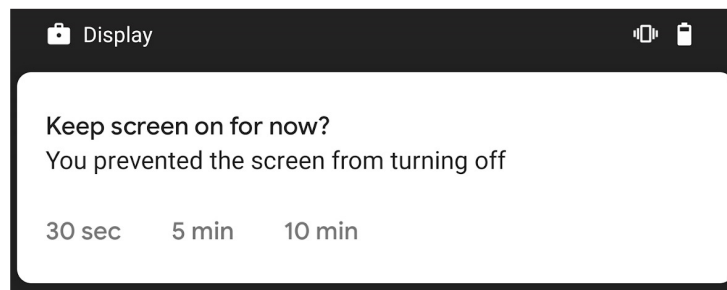 Display
Keep screen on for now?
You prevented the screen from turning off
30 sec 5 min 10 min